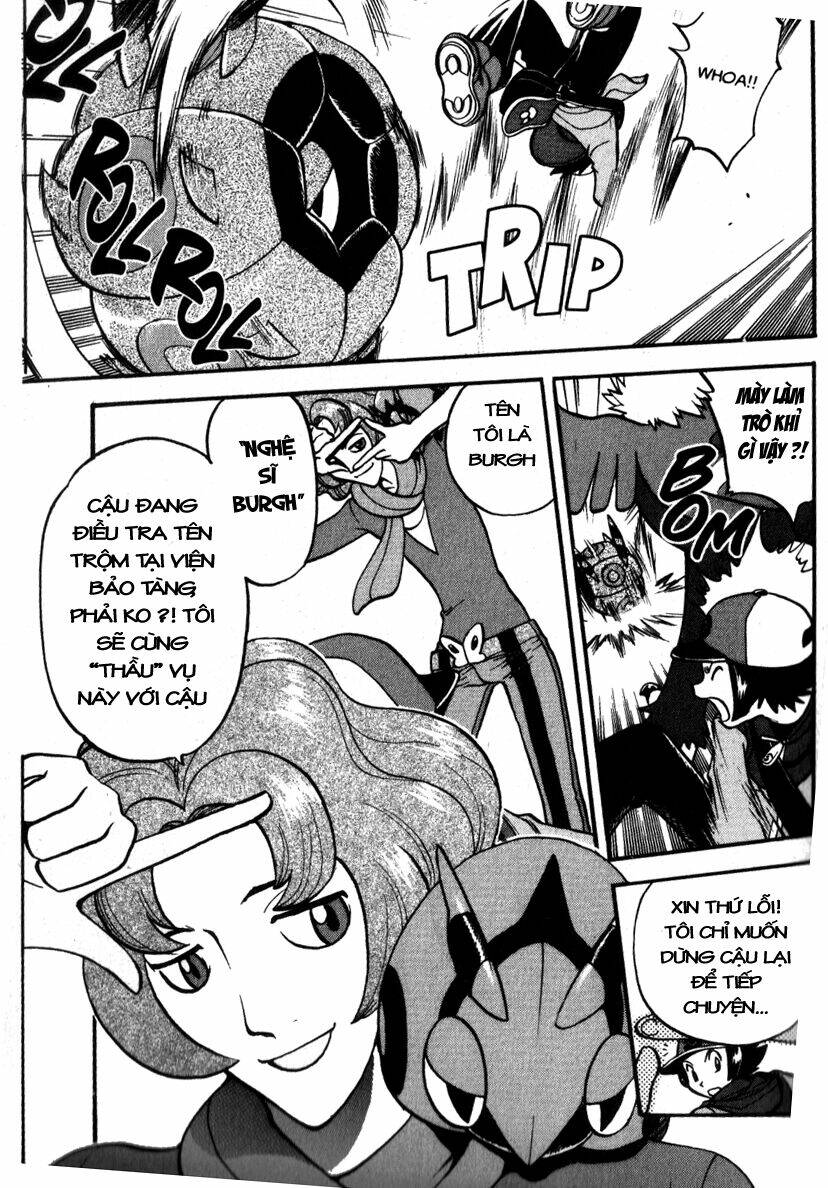 WHOA!!
TRIP
ROLL
ROLL
ROLL
ROLL
MÀY LÀM
TRÒ KHỈ
GÌ VẬY ?!
BOM
XIN THỨ LỖI!
TÔI CHỈ MUỐN
DỪNG CẬU LẠI
ĐỂ TIẾP
CHUYỆN...
TÊN
TÔI LÀ
BURGH
"NGHỆ
SĨ
BURGH"
CẬU ĐANG
ĐIỀU TRA TÊN
TRỘM TẠI VIỆN
BẢO TÀNG
PHẢI KO ?! TÔI
SẼ CÙNG
"THẦU" VỤ
NÀY VỚI CẬU